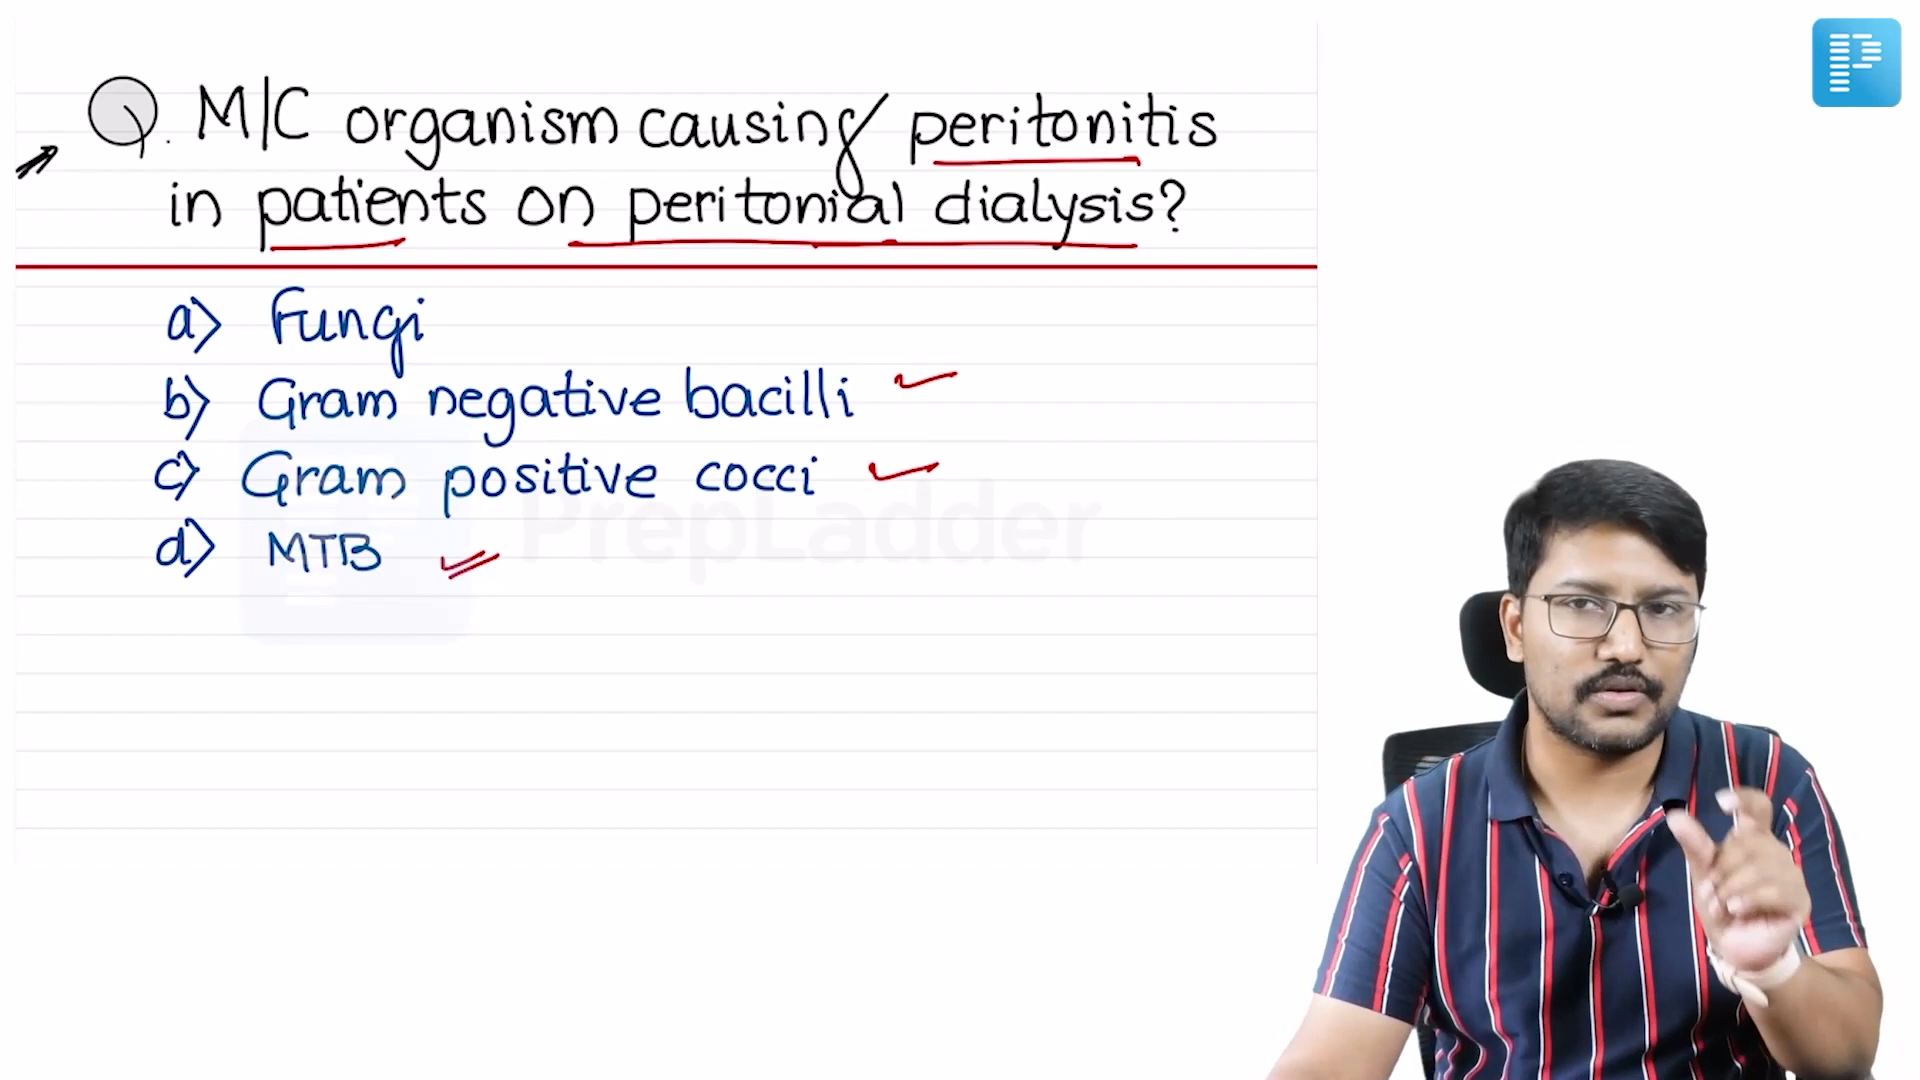 Q. M/C organism causing peritonitis
in patients on peritonial dialysis?
a) Fungi
b) Gram negative bacilli
c) Gram positive cocci
d) MTB
PrepLadder